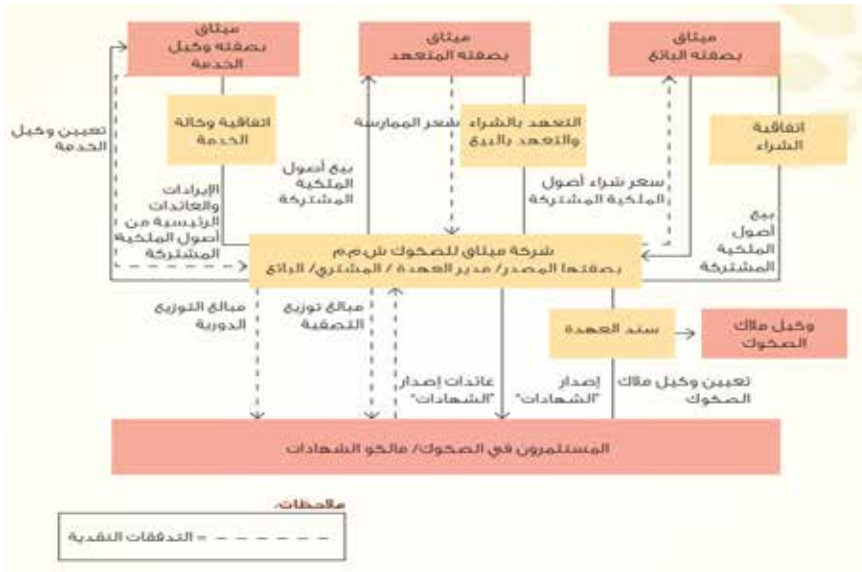 ميثاق
بصفته البائع
ميثاق
بصفته المتعهد
ميثاق
بصفته وكيل
الخدمة
اتفاقية
الشراء
التعهد بالشراء
والتعهد بالبيع
سعر الممارسة
اتفاقية وكالة
الخدمة
تعيين وكيل
الخدمة
بيع
أصول
الملكية
المشتركة
سعر شراء أصول
الملكية المشتركة
بيع أصول
الملكية
المشتركة
الإيرادات
والعائدات
الرئيسية من
أصول الملكية
المشتركة
شركة ميثاق للصكوك ش.م.م
بصفتها المصدر/ مدير العهدة / المشتري/ البائع
وكيل ملاك
الصكوك
سند العهدة
مبالغ توزيع
التصفية
مبالغ التوزيع
الدورية
تعيين وكيل ملاك
الصكوك
إصدار
"الشهادات"
عائدات إصدار
"الشهادات"
المستثمرون في الصكوك/ مالكو الشهادات
ملاحظات:
= التدفقات النقدية